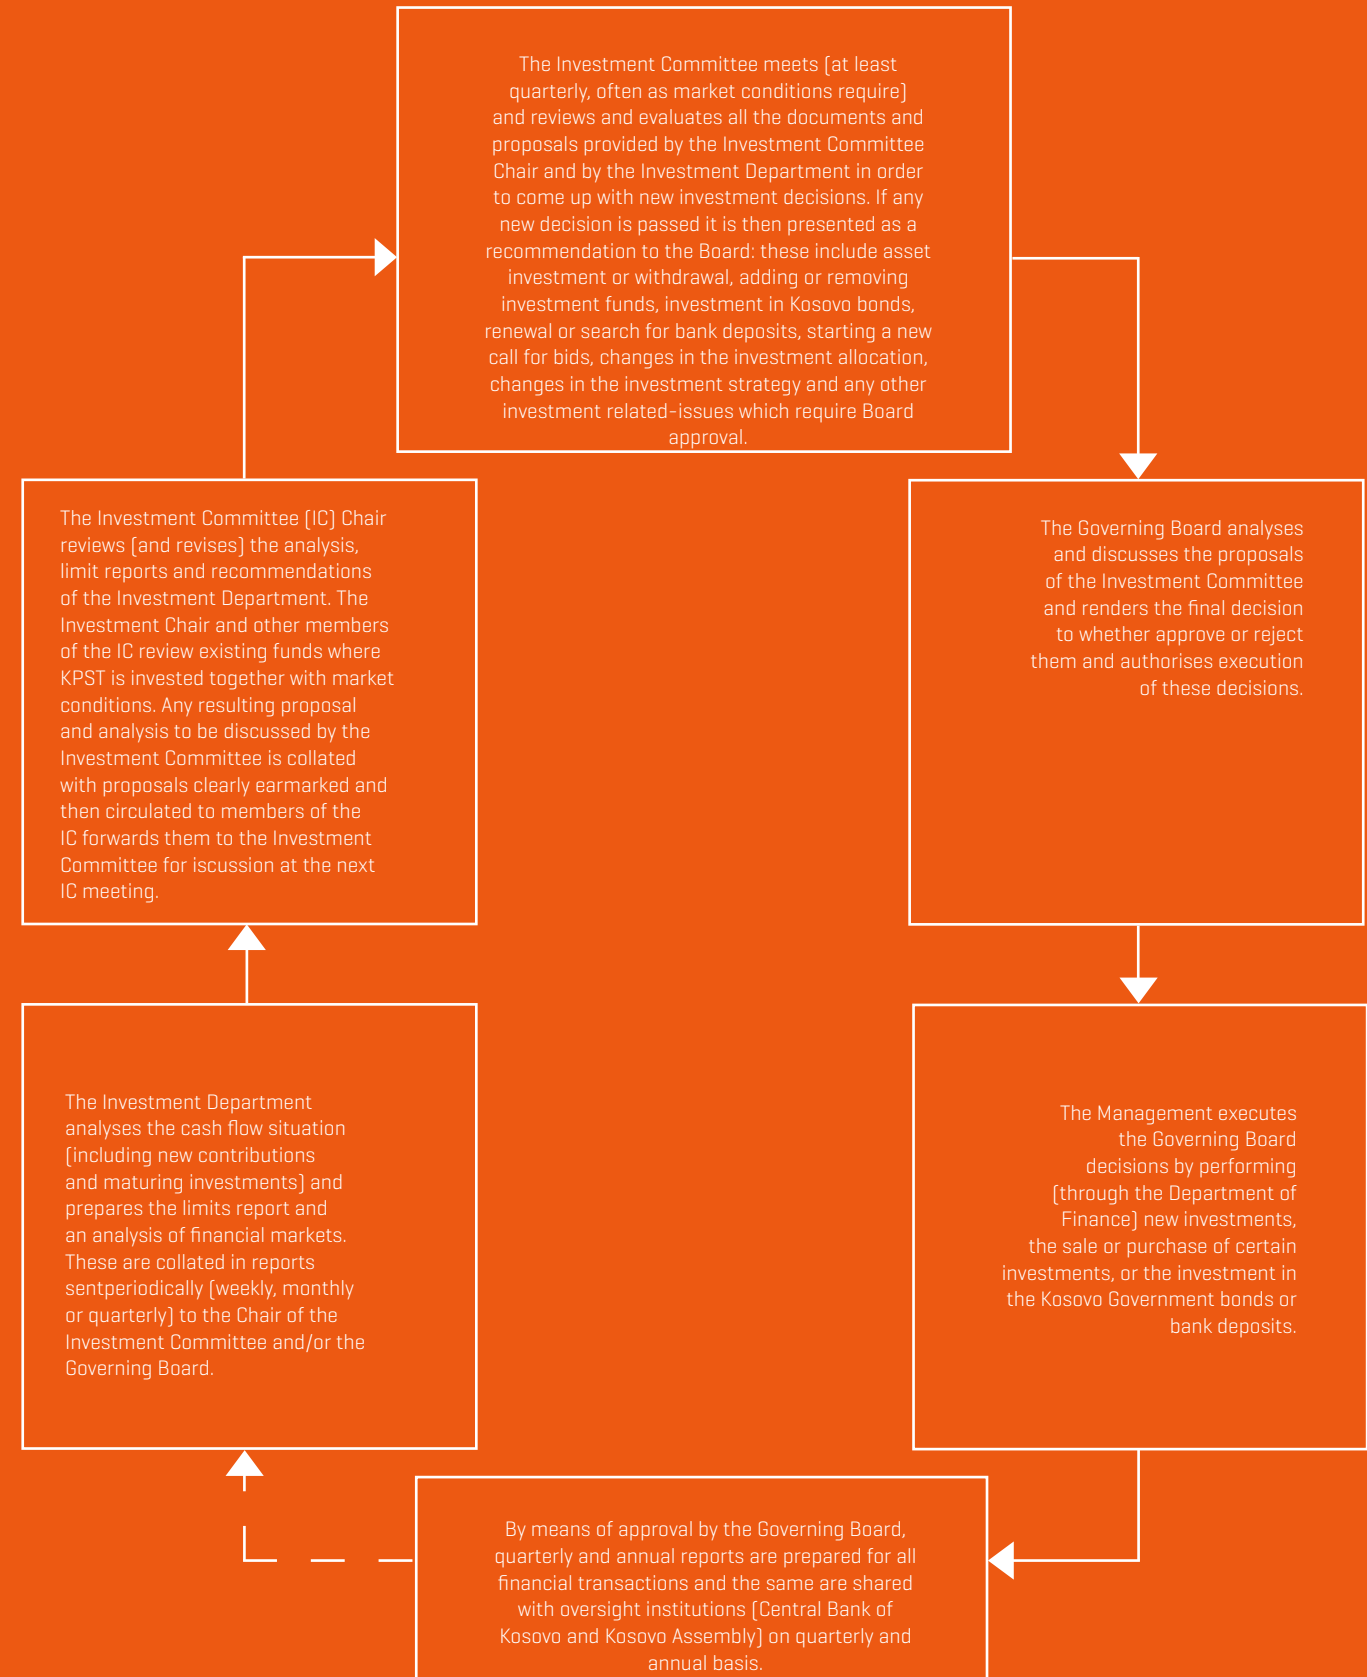 The Investment Committee meets (at least
quarterly, often as market conditions require)
and reviews and evaluates all the documents and
proposals provided by the Investment Committee
Chair and by the Investment Department in order
to come up with new investment decisions. If any
new decision is passed it is then presented as a
recommendation to the Board: these include asset
investment or withdrawal, adding or removing
investment funds, investment in Kosovo bonds,
renewal or search for bank deposits, starting a new
call for bids, changes in the investment allocation,
changes in the investment strategy and any other
investment related-issues which require Board
approval.
The Investment Committee (IC) Chair
reviews (and revises) the analysis,
limit reports and recommendations
of the Investment Department. The
Investment Chair and other members
of the IC review existing funds where
KPST is invested together with market
conditions. Any resulting proposal
and analysis to be discussed by the
Investment Committee is collated
with proposals clearly earmarked and
then circulated to members of the
IC forwards them to the Investment
Committee for iscussion at the next
IC meeting.
The Governing Board analyses
and discusses the proposals
of the Investment Committee
and renders the final decision
to whether approve or reject
them and authorises execution
of these decisions.
The Investment Department
analyses the cash flow situation
(including new contributions
and maturing investments) and
prepares the limits report and
an analysis of financial markets.
These are collated in reports
sentperiodically (weekly, monthly
or quarterly) to the Chair of the
Investment Committee and/or the
Governing Board.
The Management executes
the Governing Board
decisions by performing
(through the Department of
Finance) new investments,
the sale or purchase of certain
investments, or the investment in
the Kosovo Government bonds or
bank deposits.
By means of approval by the Governing Board,
quarterly and annual reports are prepared for all
financial transactions and the same are shared
with oversight institutions (Central Bank of
Kosovo and Kosovo Assembly) on quarterly and
annual basis.